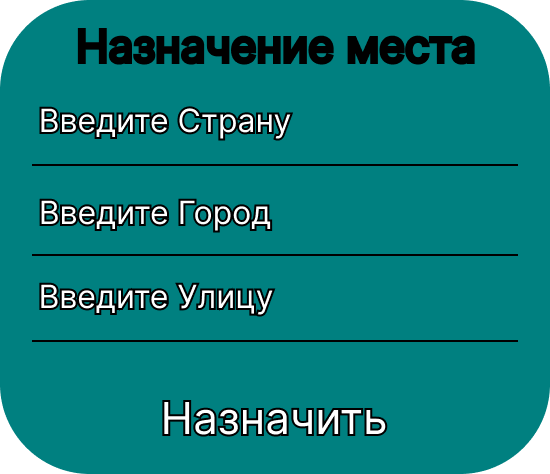 Назначение места
Введите Страну
Введите Город
Введите Улицу
Назначить